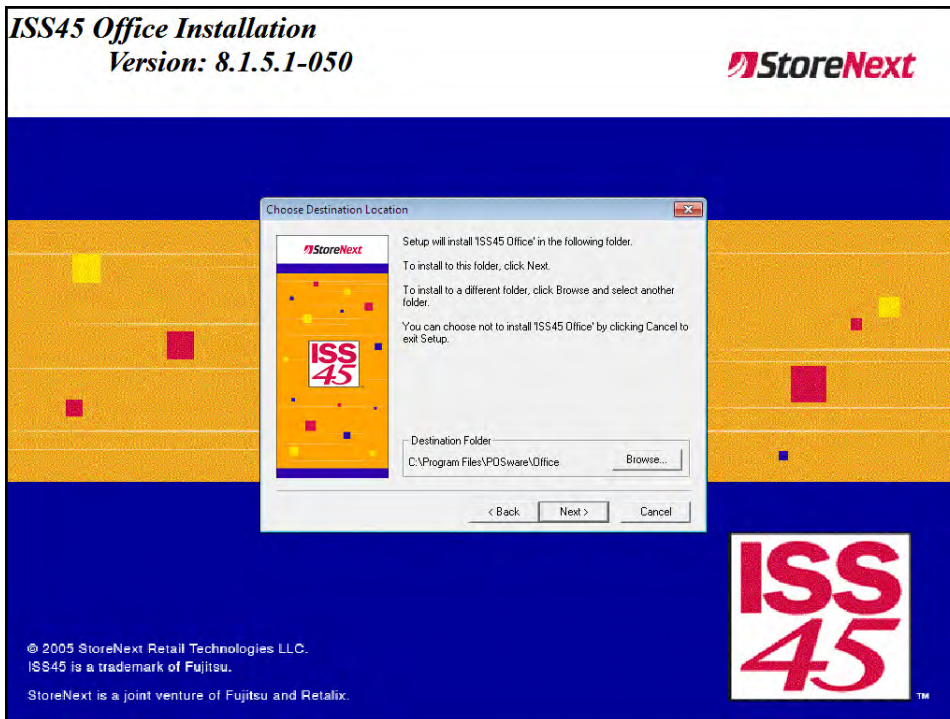 ISS45 Office Installation
Version: 8.1.5.1-050
StoreNext
Choose Destination Location
StoreNext
ISS
45
Setup will install 'ISS45 Office' in the following folder.
To install to this folder, click Next.
To install to a different folder, click Browse and select another
folder.
You can choose not to install 'ISS45 Office' by clicking Cancel to
exit Setup.
Destination Folder
C:\Program Files\POSware\Office
Browse...
< Back
Next >
Cancel
ISS
45
TM
© 2005 StoreNext Retail Technologies LLC.
ISS45 is a trademark of Fujitsu.
StoreNext is a joint venture of Fujitsu and Retalix.